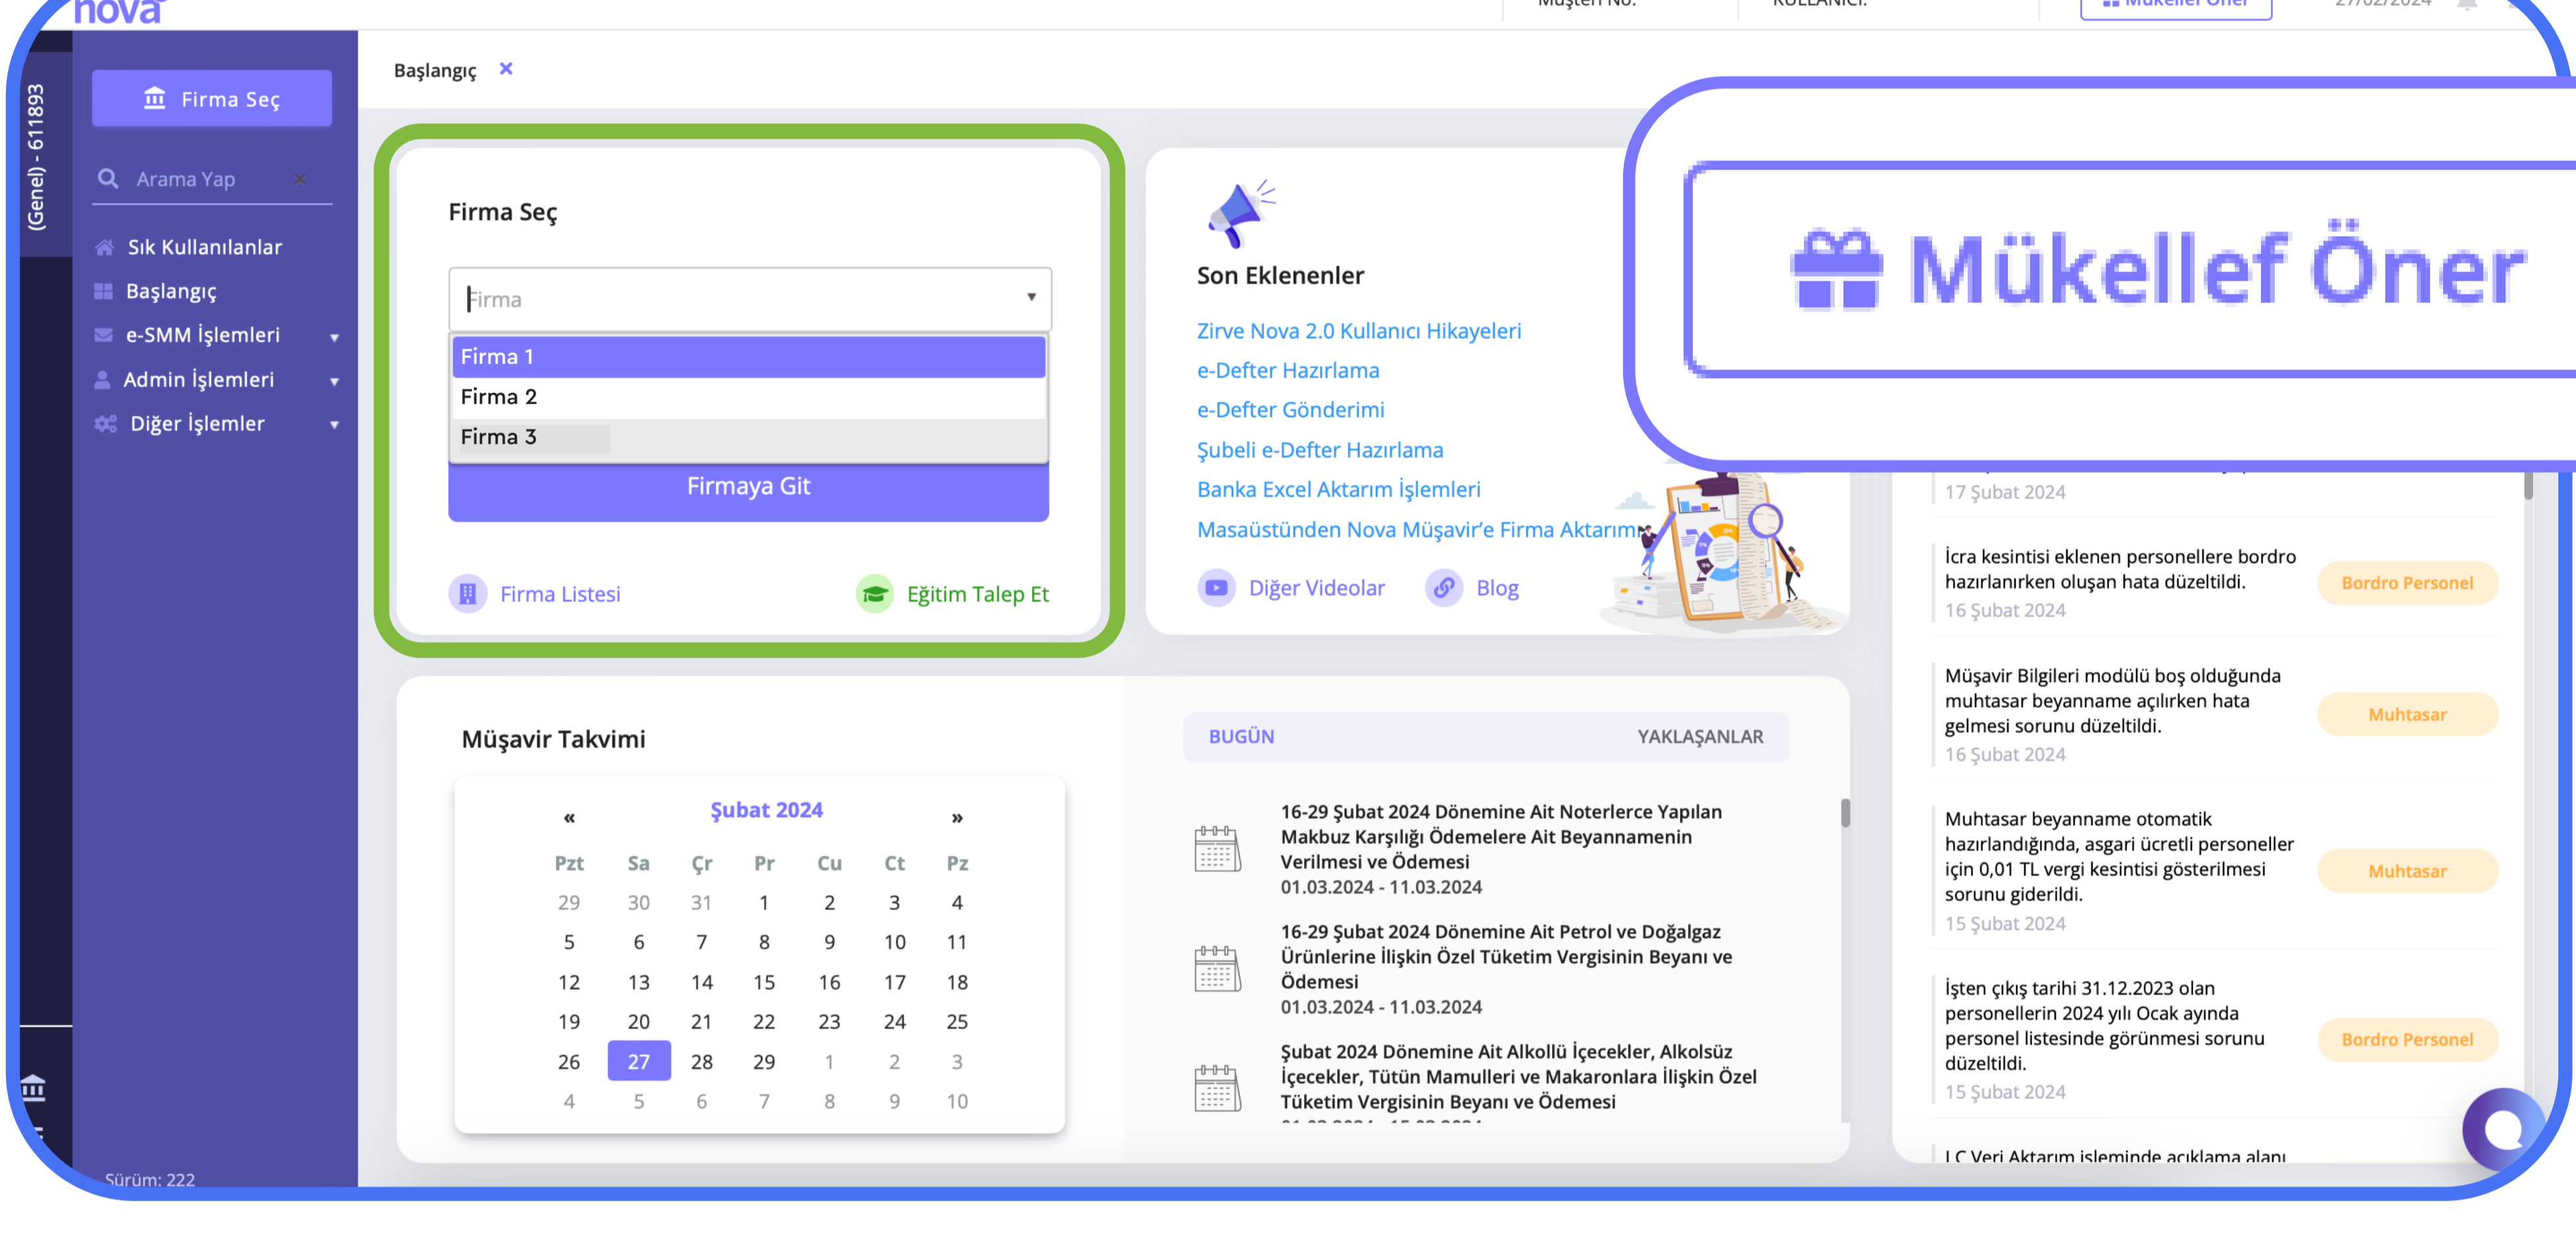 nova
Müşteri No:
KULLANICI:
Mükellef Öner
27/02/2024
(Genel) - 611893
Firma Seç
Arama Yap
Sık Kullanılanlar
Başlangıç
e-SMM İşlemleri
Admin İşlemleri
Diğer İşlemler
Sürüm: 222
Başlangıç
Firma Seç
Firma
Firma 1
Firma 2
Firma 3
Firmaya Git
Firma Listesi
Eğitim Talep Et
Son Eklenenler
Zirve Nova 2.0 Kullanıcı Hikayeleri
e-Defter Hazırlama
e-Defter Gönderimi
Şubeli e-Defter Hazırlama
Banka Excel Aktarım İşlemleri
Masaüstünden Nova Müşavir’e Firma Aktarımı
Diğer Videolar
Blog
Mükellef Öner
17 Şubat 2024
İcra kesintisi eklenen personellere bordro
hazırlanırken oluşan hata düzeltildi.
16 Şubat 2024
Bordro Personel
Müşavir Bilgileri modülü boş olduğunda
muhtasar beyanname açılırken hata
gelmesi sorunu düzeltildi.
16 Şubat 2024
Muhtasar
Muhtasar beyanname otomatik
hazırlandığında, asgari ücretli personeller
için 0,01 TL vergi kesintisi gösterilmesi
sorunu giderildi.
15 Şubat 2024
Muhtasar
İşten çıkış tarihi 31.12.2023 olan
personellerin 2024 yılı Ocak ayında
personel listesinde görünmesi sorunu
düzeltildi.
15 Şubat 2024
Bordro Personel
LC Veri Aktarım işleminde açıklama alanı
Müşavir Takvimi
« Şubat 2024 »
Pzt Sa Çr Pr Cu Ct Pz
29 30 31 1 2 3 4
5 6 7 8 9 10 11
12 13 14 15 16 17 18
19 20 21 22 23 24 25
26 27 28 29 1 2 3
4 5 6 7 8 9 10
BUGÜN
YAKLAŞANLAR
16-29 Şubat 2024 Dönemine Ait Noterlerce Yapılan
Makbuz Karşılığı Ödemelere Ait Beyannamenin
Verilmesi ve Ödemesi
01.03.2024 - 11.03.2024
16-29 Şubat 2024 Dönemine Ait Petrol ve Doğalgaz
Ürünlerine İlişkin Özel Tüketim Vergisinin Beyanı ve
Ödemesi
01.03.2024 - 11.03.2024
Şubat 2024 Dönemine Ait Alkollü İçecekler, Alkolsüz
İçecekler, Tütün Mamulleri ve Makaronlara İlişkin Özel
Tüketim Vergisinin Beyanı ve Ödemesi